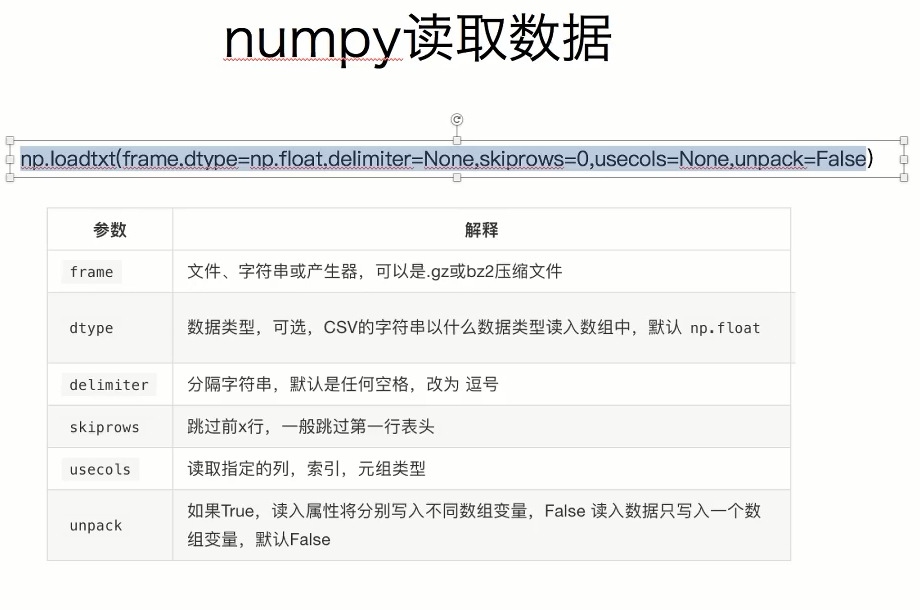 numpy读取数据
np.loadtxt(frame,dtype=np.float,delimiter=None,skiprows=0,usecols=None,unpack=False)
参数 解释
frame 文件、字符串或产生器，可以是.gz或bz2压缩文件
dtype 数据类型，可选，CSV的字符串以什么数据类型读入数组中，默认 np.float
delimiter 分隔字符串，默认是任何空格，改为 逗号
skiprows 跳过前x行，一般跳过第一行表头
usecols 读取指定的列，索引，元组类型
unpack 如果True，读入属性将分别写入不同数组变量，False 读入数据只写入一个数
组变量，默认False